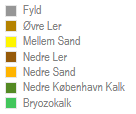 Fyld
Øvre Ler
Mellem Sand
Nedre Ler
Nedre Sand
Nedre København Kalk
Bryozokalk